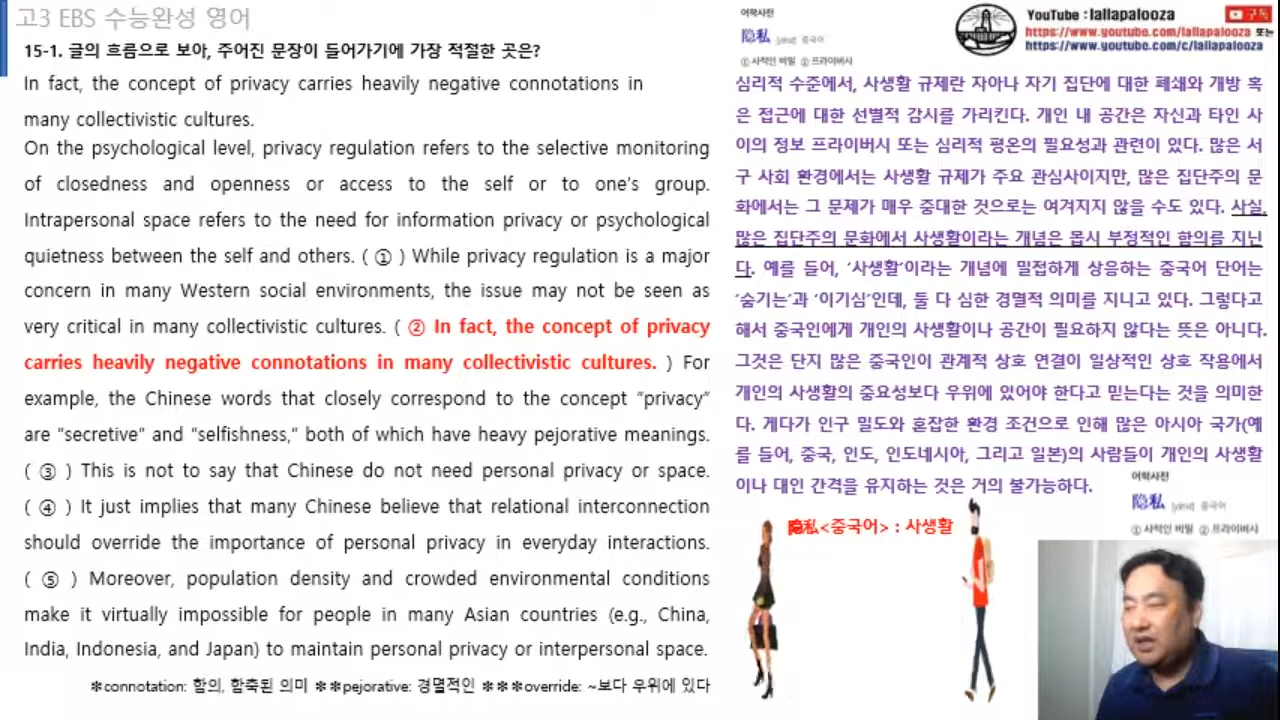 고3 EBS 수능완성 영어
15-1. 글의 흐름으로 보아, 주어진 문장이 들어가기에 가장 적절한 곳은?
In fact, the concept of privacy carries heavily negative connotations in
many collectivistic cultures.
On the psychological level, privacy regulation refers to the selective monitoring
of closedness and openness or access to the self or to one's group.
Intrapersonal space refers to the need for information privacy or psychological
quietness between the self and others. ( ① ) While privacy regulation is a major
concern in many Western social environments, the issue may not be seen as
very critical in many collectivistic cultures. ( ② In fact, the concept of privacy
carries heavily negative connotations in many collectivistic cultures. ) For
example, the Chinese words that closely correspond to the concept “privacy”
are “secretive” and “selfishness,” both of which have heavy pejorative meanings.
( ③ ) This is not to say that Chinese do not need personal privacy or space.
( ④ ) It just implies that many Chinese believe that relational interconnection
should override the importance of personal privacy in everyday interactions.
( ⑤ ) Moreover, population density and crowded environmental conditions
make it virtually impossible for people in many Asian countries (e.g., China,
India, Indonesia, and Japan) to maintain personal privacy or interpersonal space.
✻connotation: 함의, 함축된 의미 ✻✻pejorative: 경멸적인 ✻✻✻override: ~보다 우위에 있다
어학사전
隐私 [yǐnsī] 중국어
① 사적인 비밀 ② 프라이버시
YouTube : lallapalooza
구독
https://www.youtube.com/lallapalooza 또는
https://www.youtube.com/c/lallapalooza
심리적 수준에서, 사생활 규제란 자아나 자기 집단에 대한 폐쇄와 개방 혹
은 접근에 대한 선별적 감시를 가리킨다. 개인 내 공간은 자신과 타인 사
이의 정보 프라이버시 또는 심리적 평온의 필요성과 관련이 있다. 많은 서
구 사회 환경에서는 사생활 규제가 주요 관심사이지만, 많은 집단주의 문
화에서는 그 문제가 매우 중대한 것으로는 여겨지지 않을 수도 있다. 사실,
많은 집단주의 문화에서 사생활이라는 개념은 몹시 부정적인 함의를 지닌
다. 예를 들어, ‘사생활’이라는 개념에 밀접하게 상응하는 중국어 단어는
‘숨기는’과 ‘이기심’인데, 둘 다 심한 경멸적 의미를 지니고 있다. 그렇다고
해서 중국인에게 개인의 사생활이나 공간이 필요하지 않다는 뜻은 아니다.
그것은 단지 많은 중국인이 관계적 상호 연결이 일상적인 상호 작용에서
개인의 사생활의 중요성보다 우위에 있어야 한다고 믿는다는 것을 의미한
다. 게다가 인구 밀도와 혼잡한 환경 조건으로 인해 많은 아시아 국가(예
를 들어, 중국, 인도, 인도네시아, 그리고 일본)의 사람들이 개인의 사생활
이나 대인 간격을 유지하는 것은 거의 불가능하다.
隐私<중국어> : 사생활
어학사전
隐私 [yǐnsī] 중국어
① 사적인 비밀 ② 프라이버시